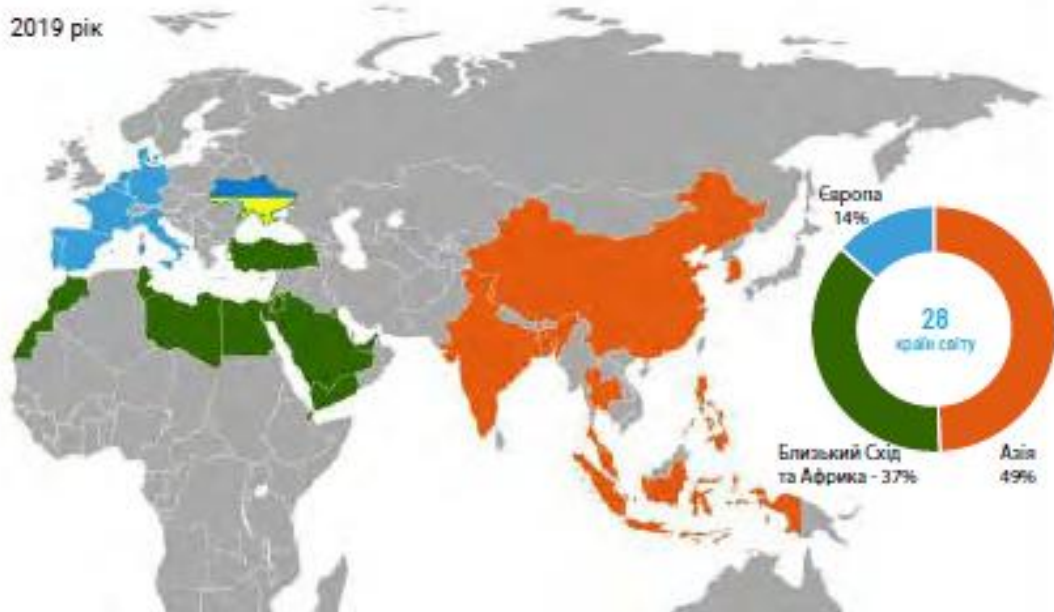 2019 рік
Європа
14%
28
країн світу
Близький Схід
та Африка - 37%
Азія
49%